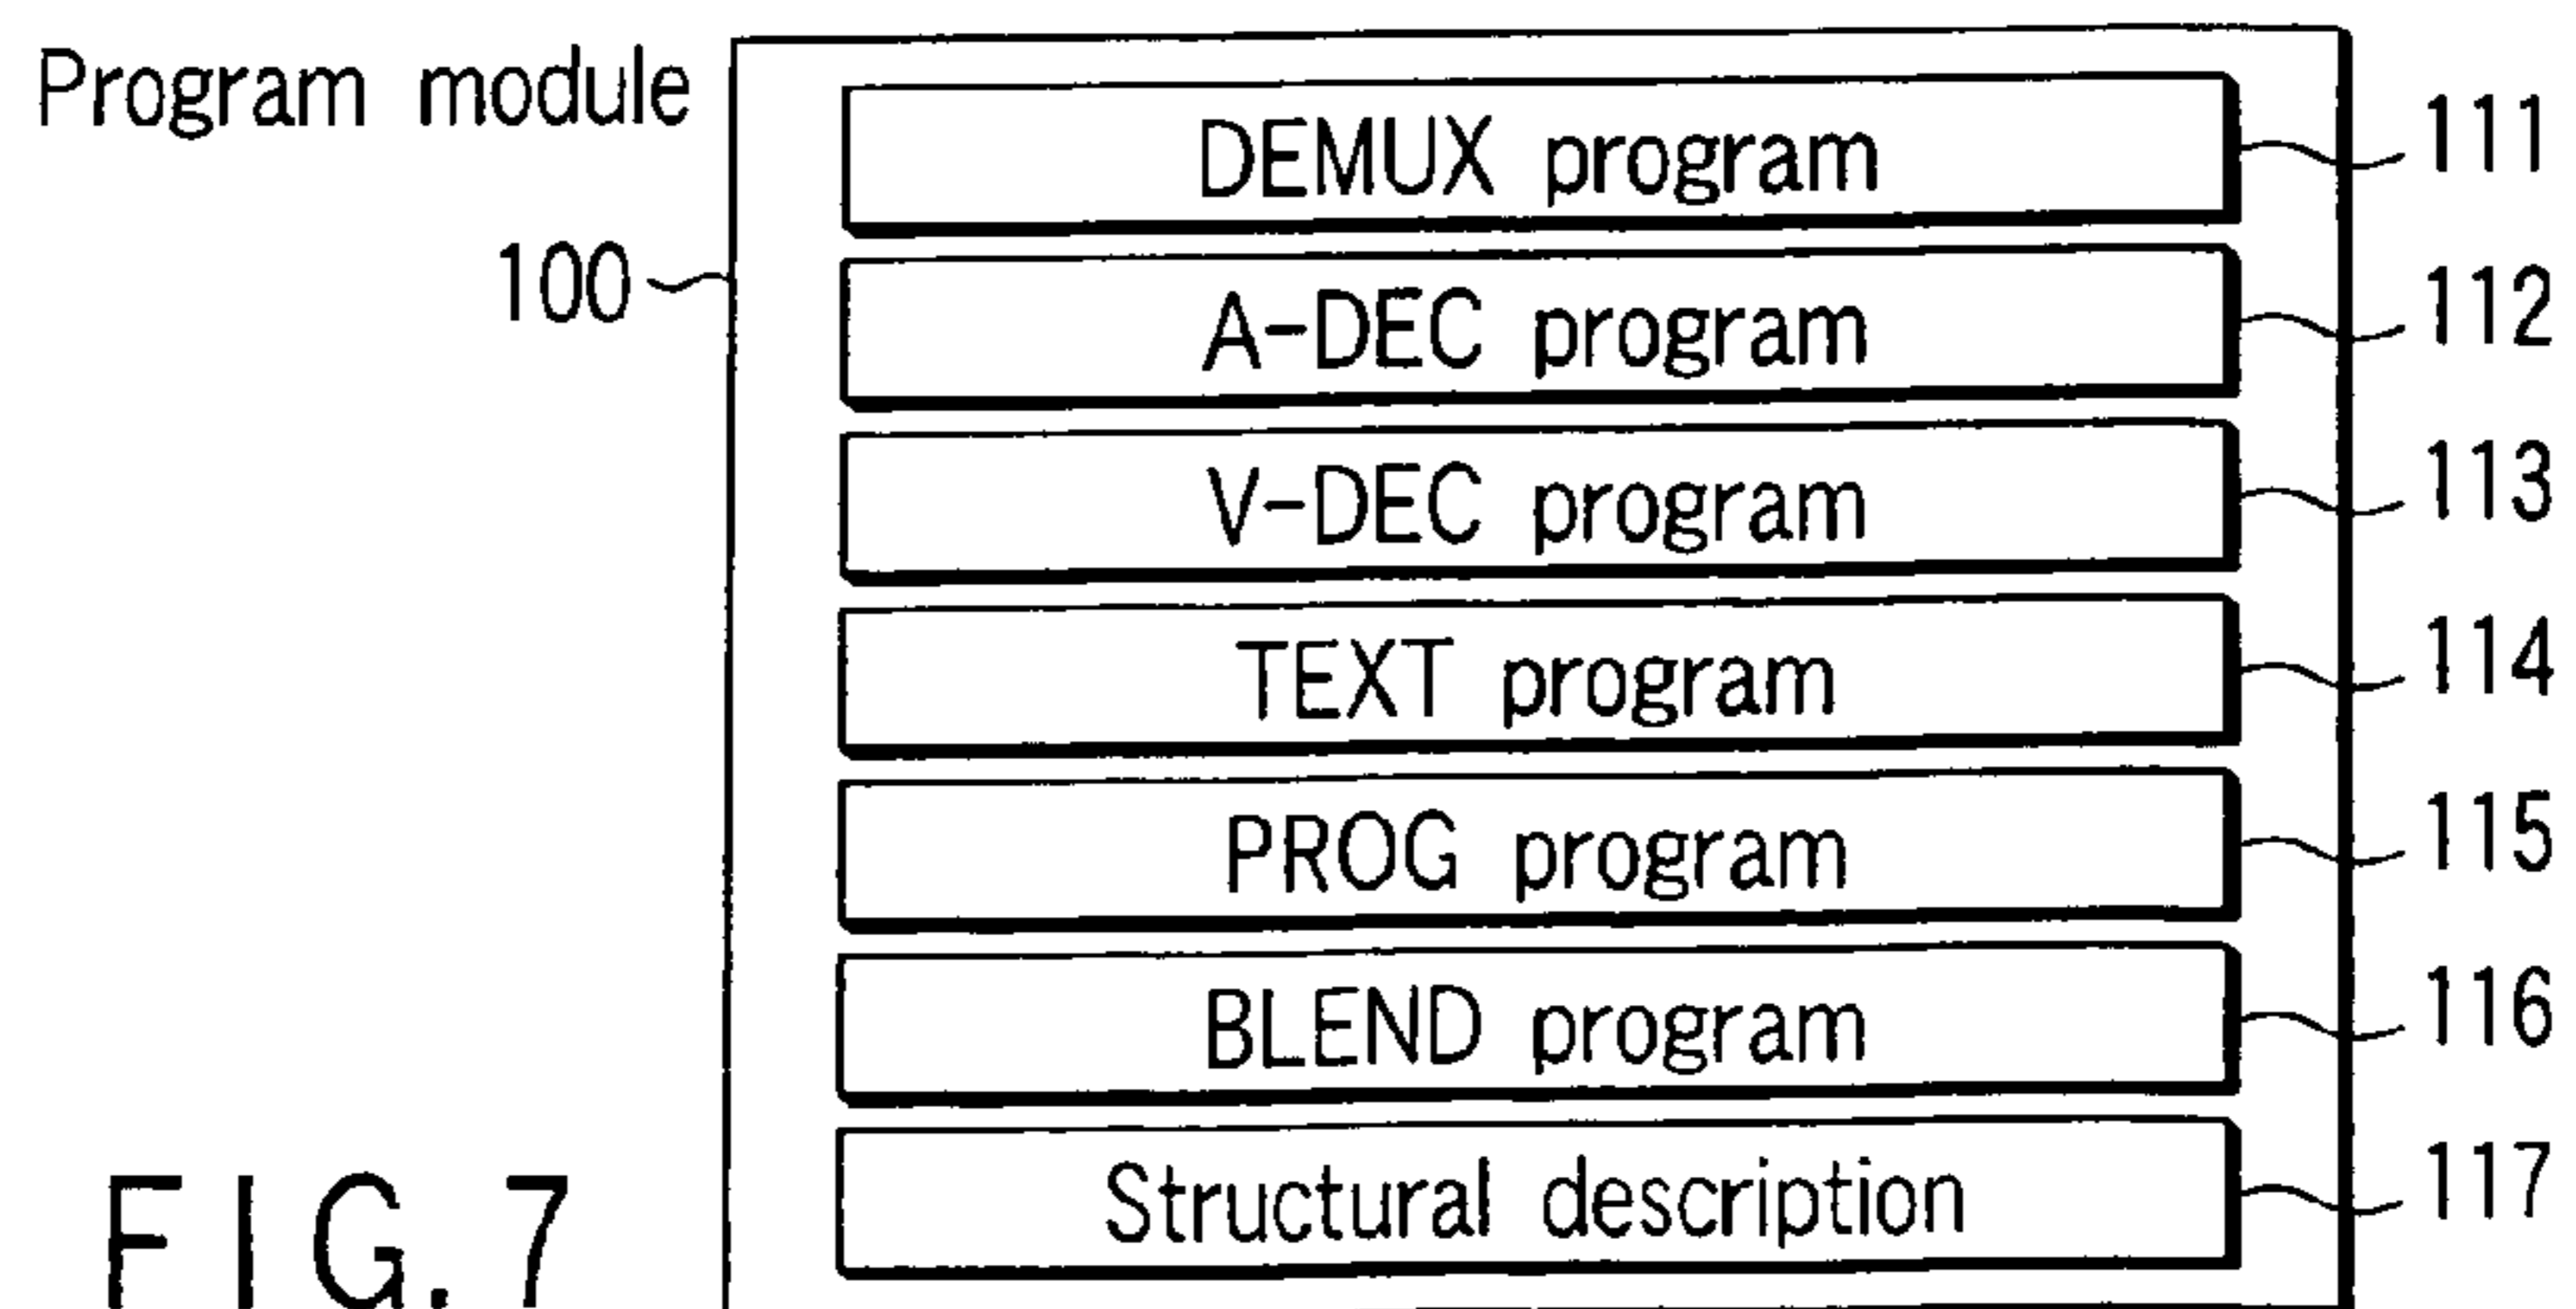 Program module
100
DEMUX program 111
A-DEC program 112
V-DEC program 113
TEXT program 114
PROG program 115
BLEND program 116
Structural description 117
FIG. 7